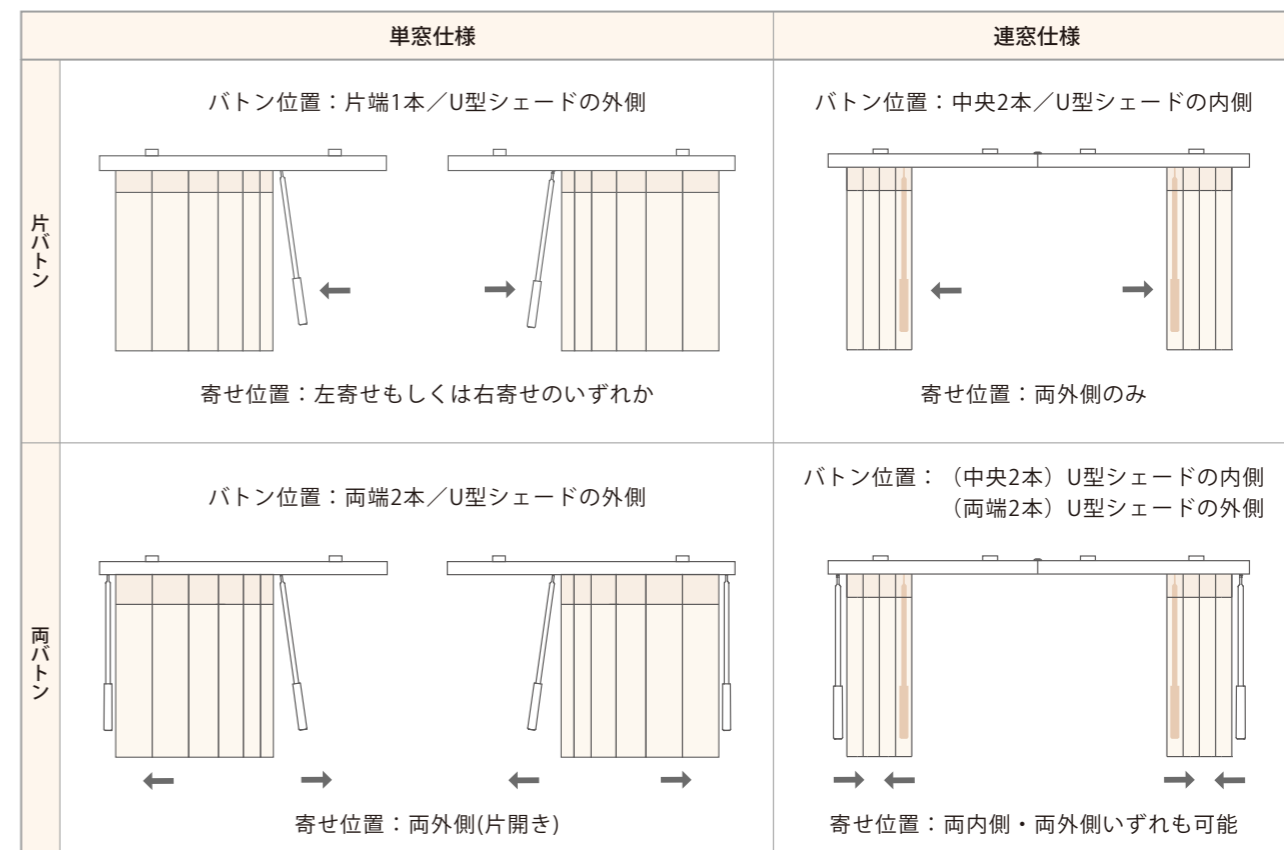 単窓仕様
連窓仕様
片バトン
バトン位置：片端1本／U型シェードの外側
寄せ位置：左寄せもしくは右寄せのいずれか
バトン位置：中央2本／U型シェードの内側
寄せ位置：両外側のみ
両バトン
バトン位置：両端2本／U型シェードの外側
寄せ位置：両外側(片開き)
バトン位置：（中央2本）U型シェードの内側
（両端2本）U型シェードの外側
寄せ位置：両内側・両外側いずれも可能